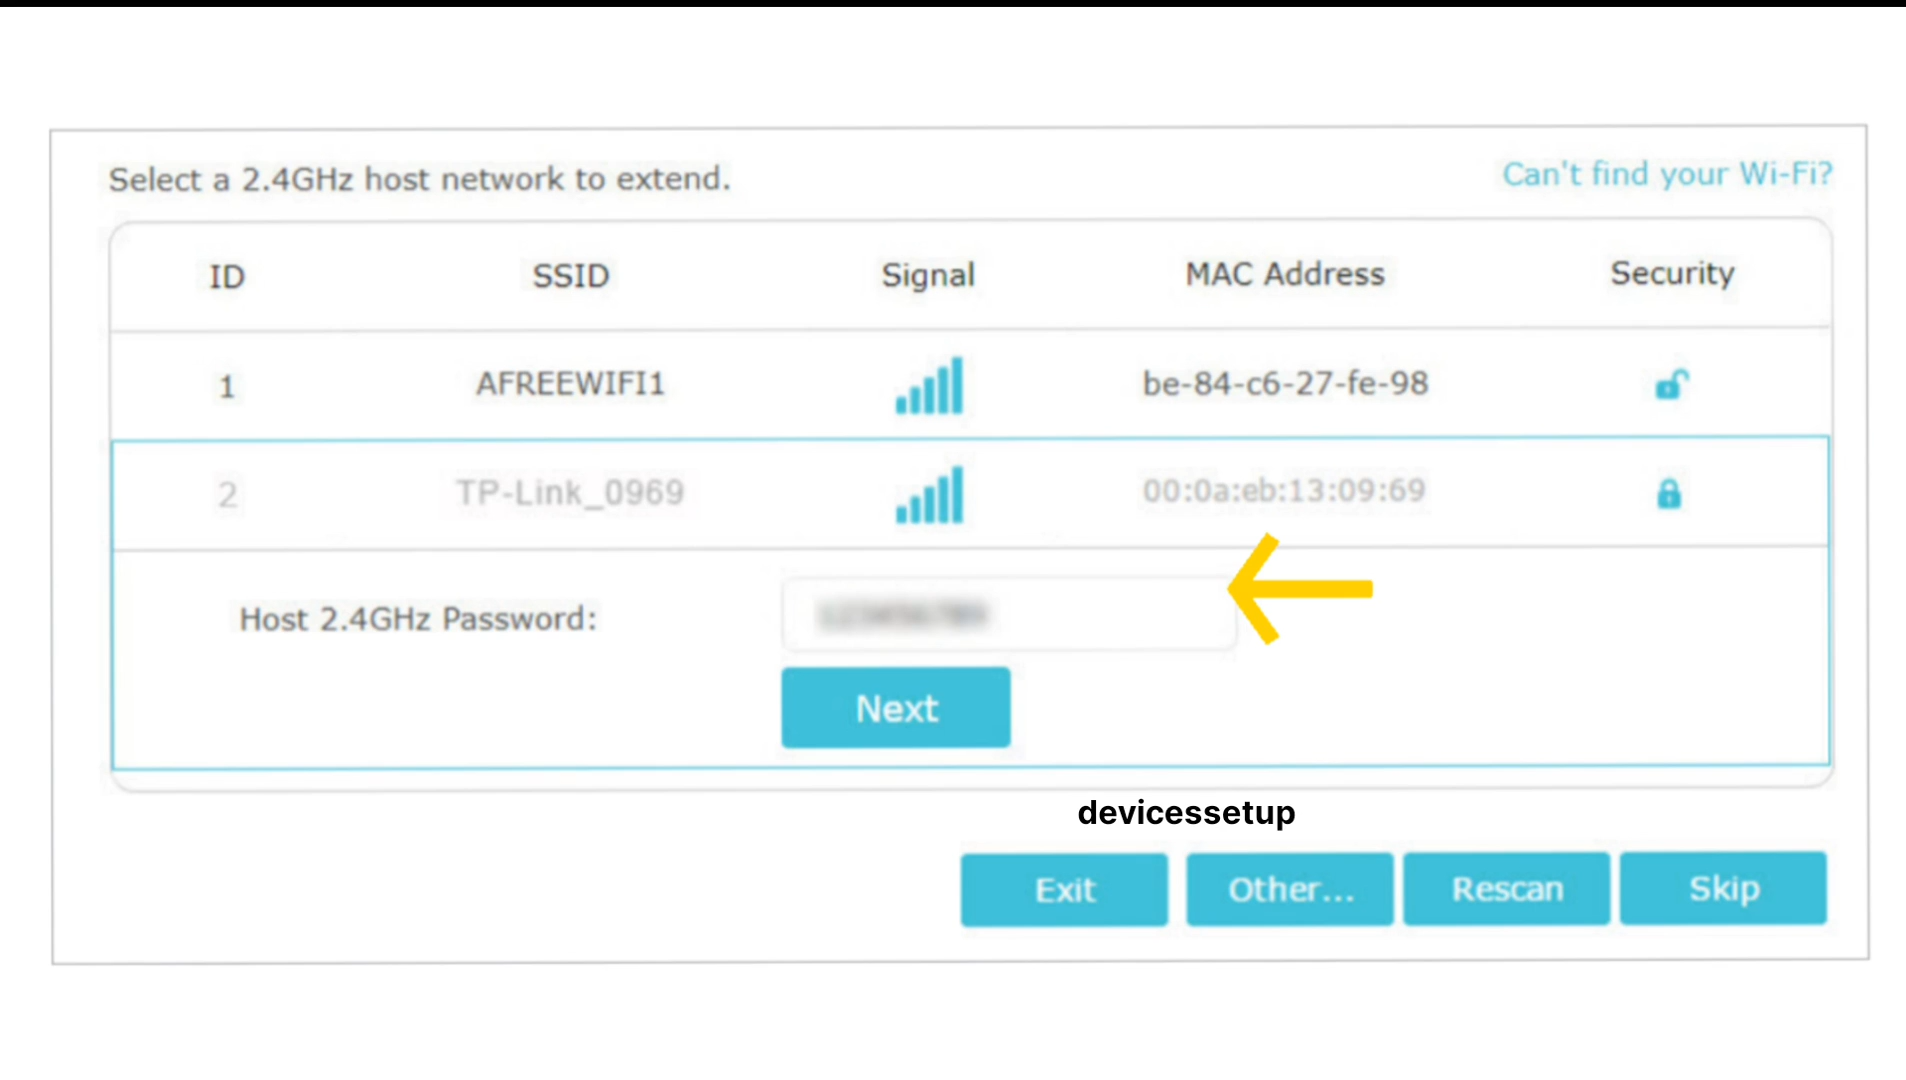 Select a 2.4GHz host network to extend. Can't find your Wi-Fi?
ID SSID Signal MAC Address Security
1 AFREEWIFI1 be-84-c6-27-fe-98
2 TP-Link_0969 00:0a:eb:13:09:69
Host 2.4GHz Password:
Next
devicessetup
Exit Other... Rescan Skip